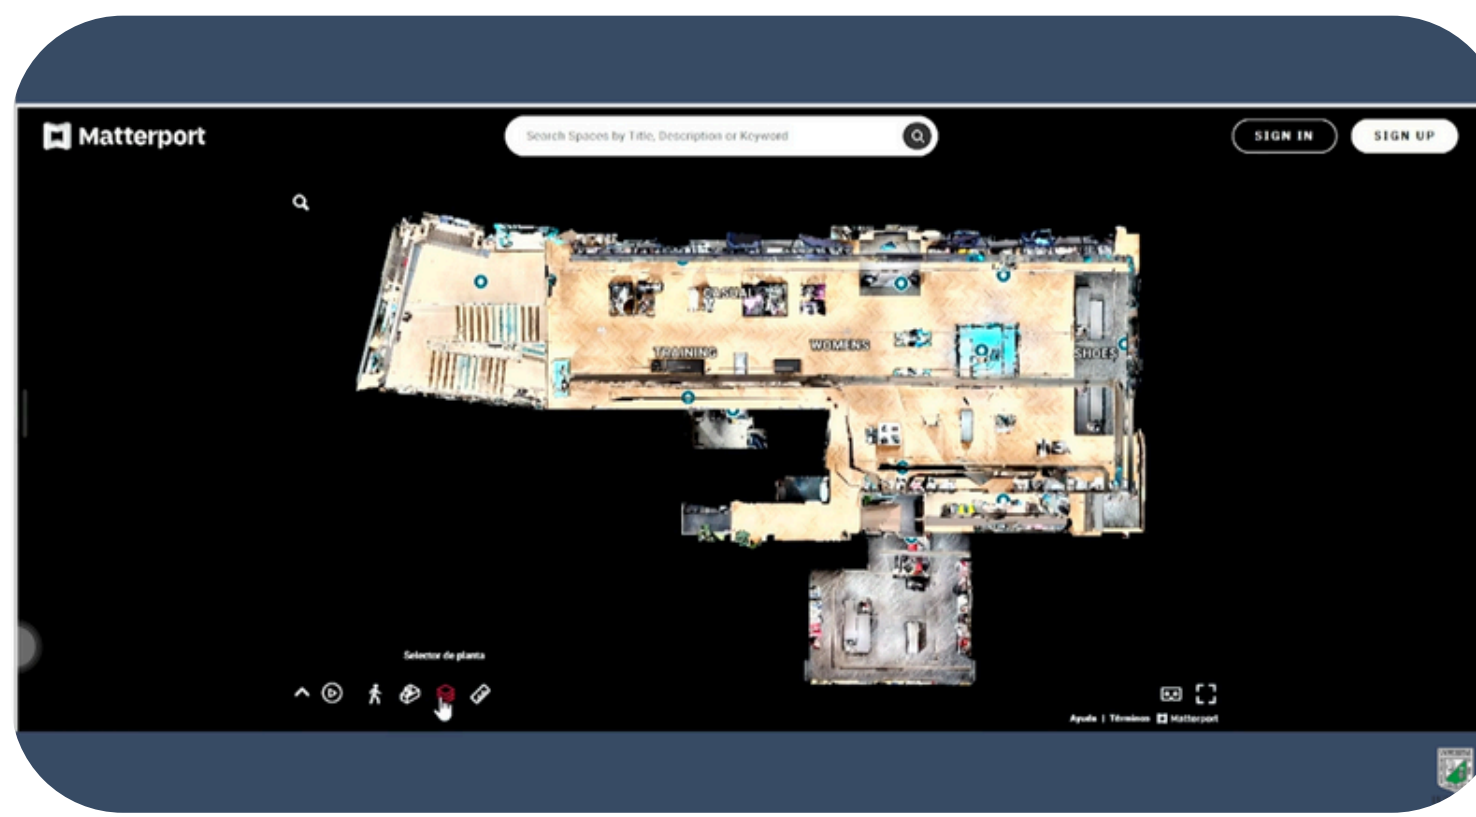 Matterport
Search Spaces by Title, Description or Keyword
SIGN IN
SIGN UP
CASUAL
TRAINING
WOMENS
SHOES
Selector de planta
Ayuda | Términos Matterport